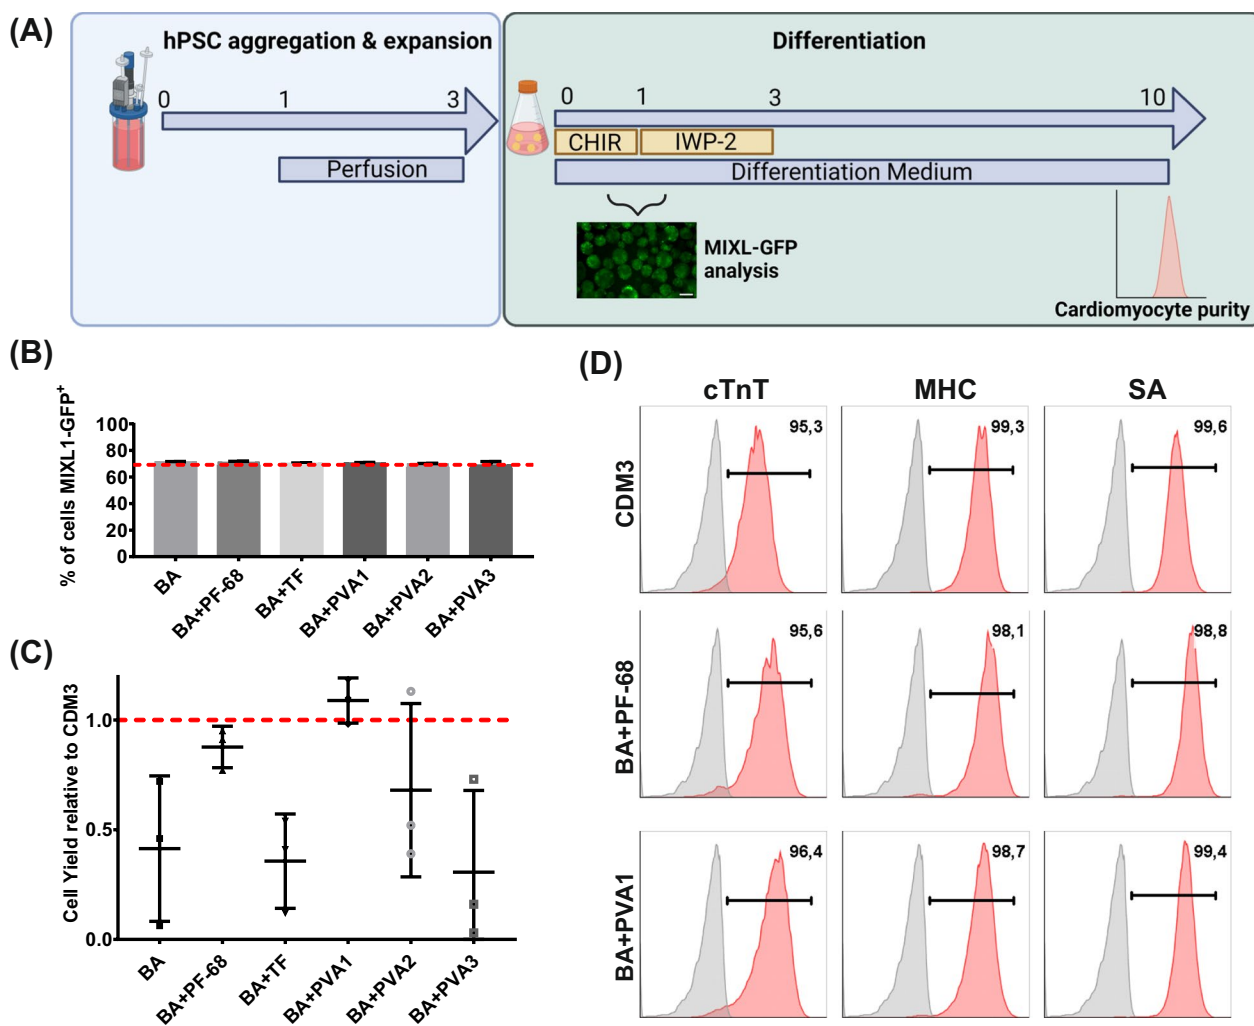 (A)
hPSC aggregation & expansion
0 1 3
Perfusion
Differentiation
0 1 3 10
CHIR IWP-2
Differentiation Medium
MIXL-GFP
analysis
Cardiomyocyte purity
(B)
% of cells MIXL1-GFP+
100
80
60
40
20
0
BA BA+PF-68 BA+TF BA+PVA1 BA+PVA2 BA+PVA3
(C)
Cell Yield relative to CDM3
1.0
0.5
0.0
BA BA+PF-68 BA+TF BA+PVA1 BA+PVA2 BA+PVA3
(D)
cTnT MHC SA
CDM3
95,3 99,3 99,6
BA+PF-68
95,6 98,1 98,8
BA+PVA1
96,4 98,7 99,4